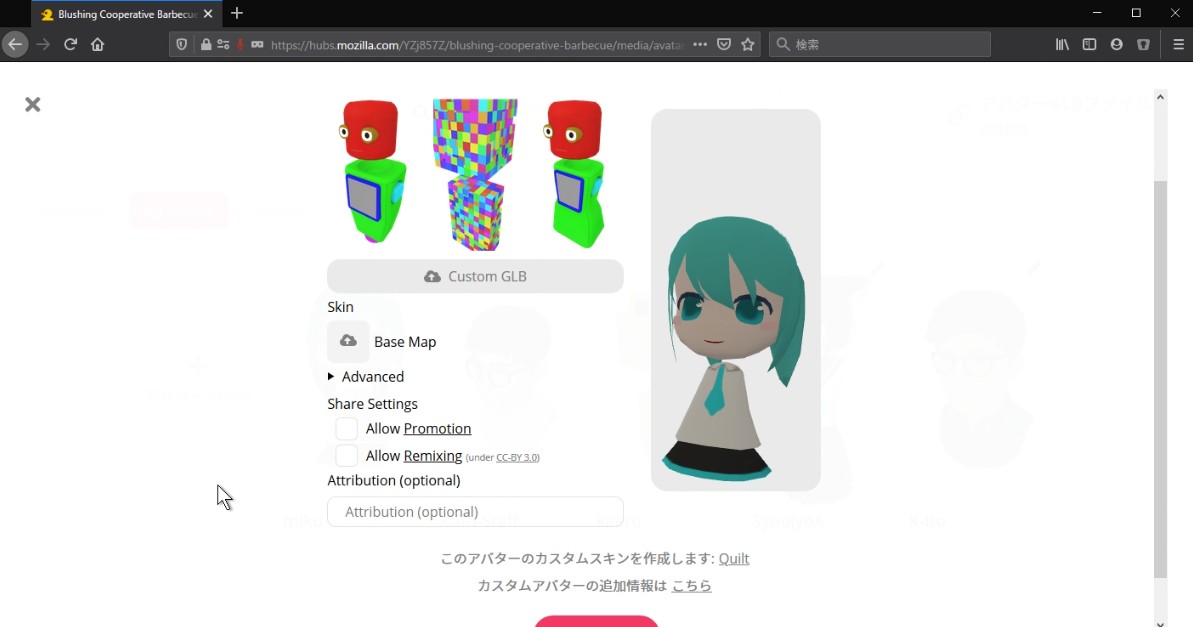 Blushing Cooperative Barbecue
https://hubs.mozilla.com/YZj857Z/blushing-cooperative-barbecue/media/avata
検索
Custom GLB
Skin
Base Map
Advanced
Share Settings
Allow Promotion
Allow Remixing (under CC-BY 3.0)
Attribution (optional)
Attribution (optional)
このアバターのカスタムスキンを作成します: Quilt
カスタムアバターの追加情報は こちら